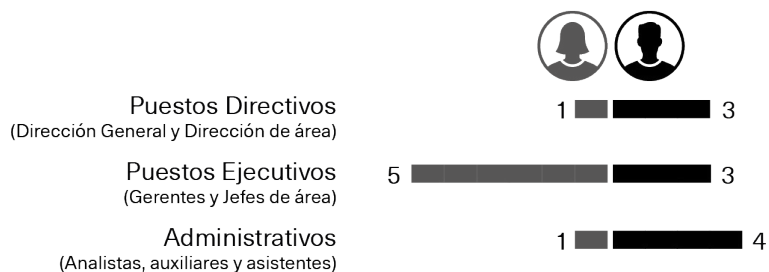 Puestos Directivos
(Dirección General y Dirección de área)
1 3
Puestos Ejecutivos
(Gerentes y Jefes de área)
5 3
Administrativos
(Analistas, auxiliares y asistentes)
1 4